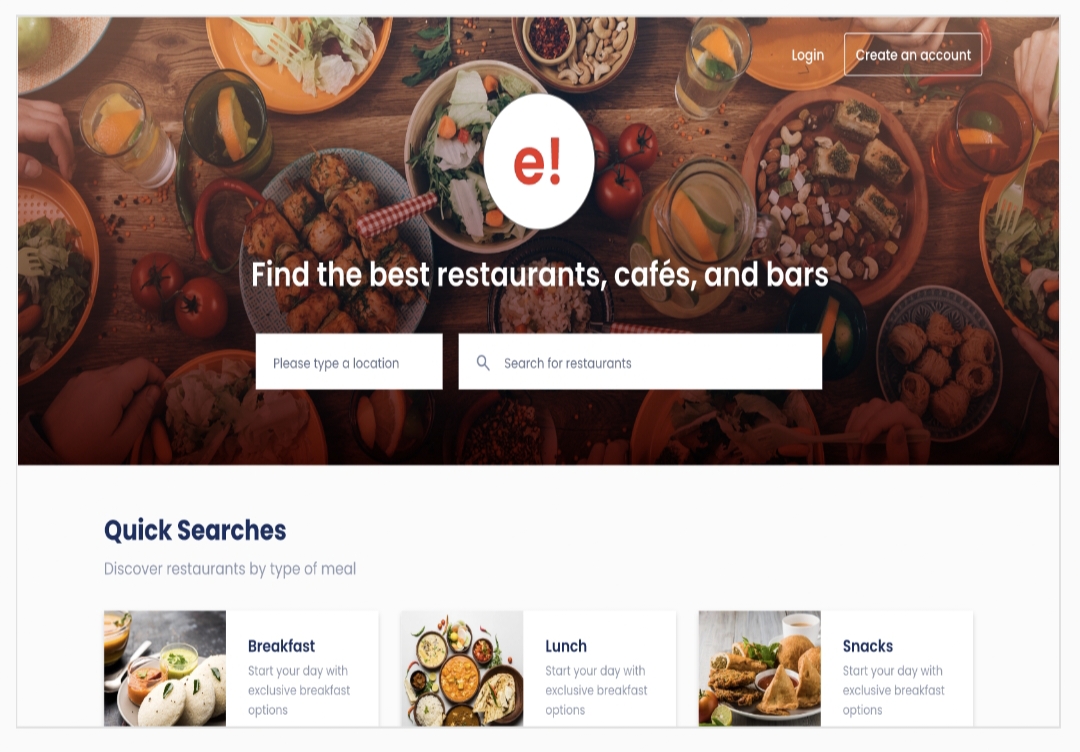 Login
Create an account
e!
Find the best restaurants, cafés, and bars
Please type a location
Search for restaurants
Quick Searches
Discover restaurants by type of meal
Breakfast
Start your day with
exclusive breakfast
options
Lunch
Start your day with
exclusive breakfast
options
Snacks
Start your day with
exclusive breakfast
options